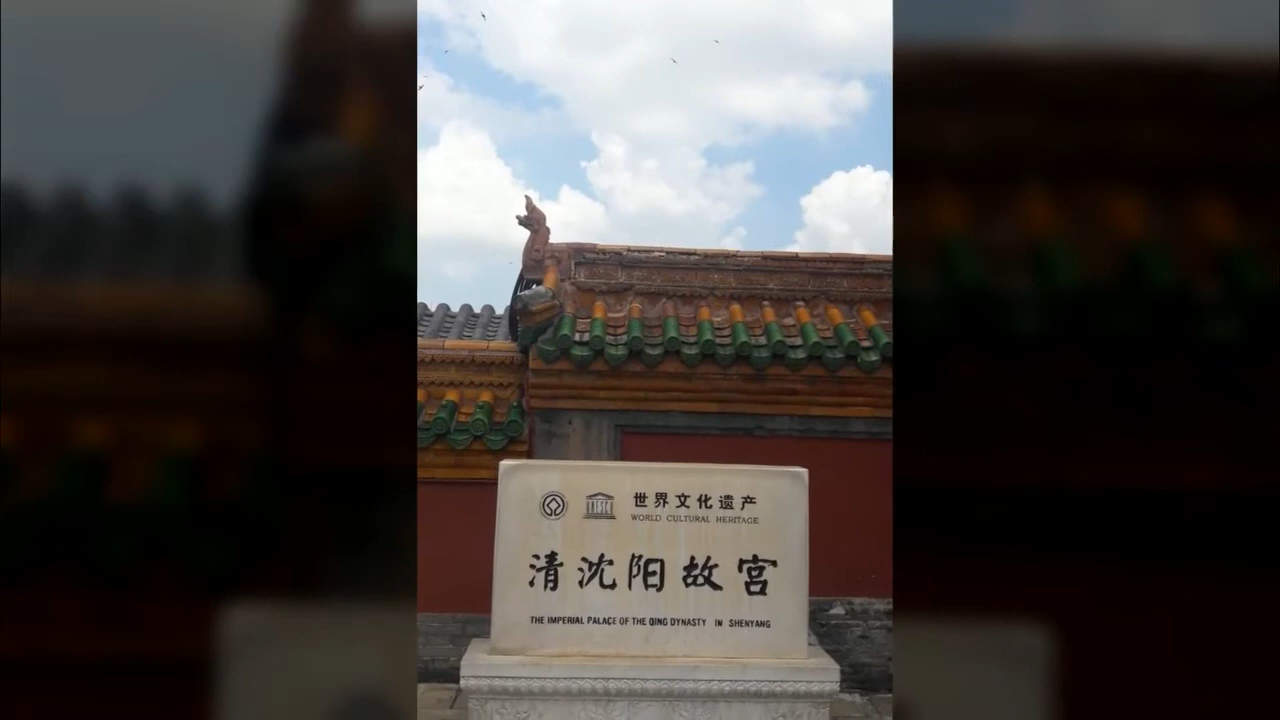 世界文化遗产
WORLD CULTURAL HERITAGE
UNESCO
清沈阳故宫
THE IMPERIAL PALACE OF THE QING DYNASTY IN SHENYANG